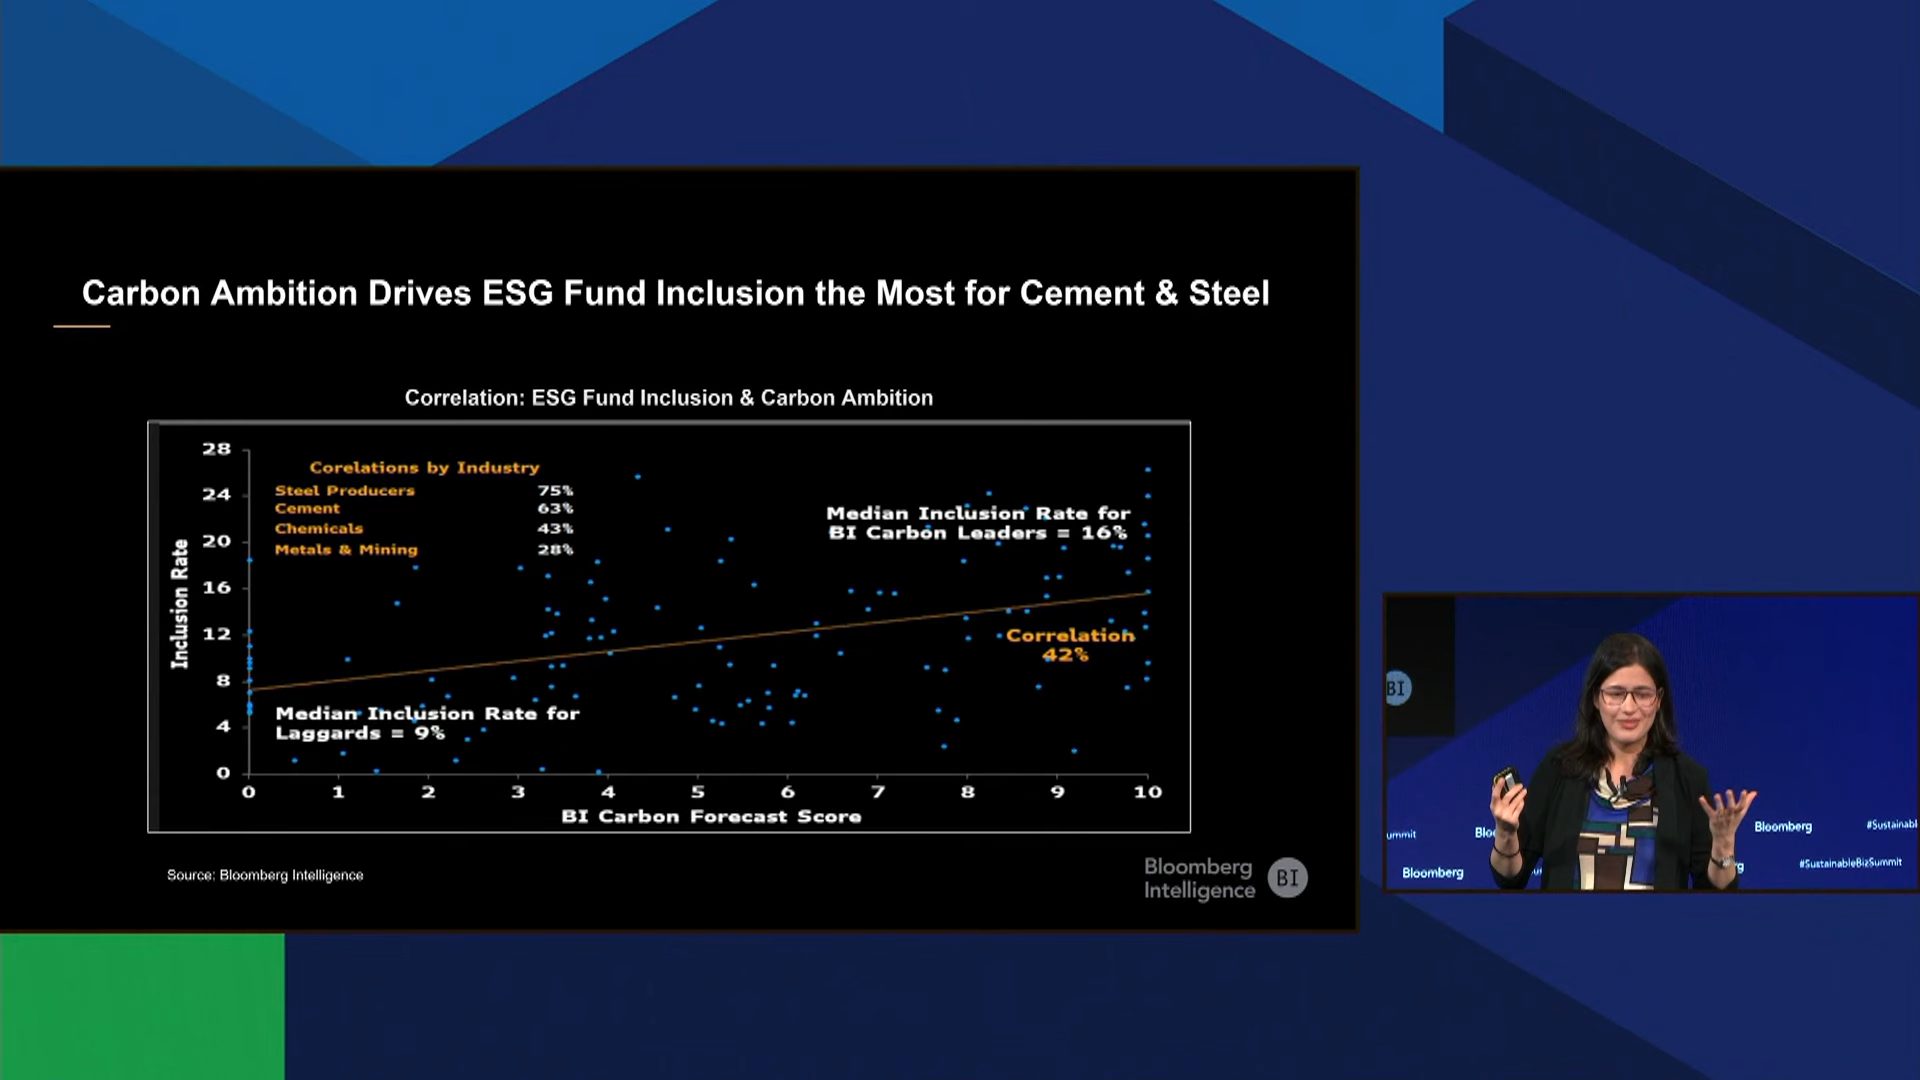 Carbon Ambition Drives ESG Fund Inclusion the Most for Cement & Steel
Correlation: ESG Fund Inclusion & Carbon Ambition
28
24
20
16
12
8
4
0
Inclusion Rate
Corelations by Industry
Steel Producers 75%
Cement 63%
Chemicals 43%
Metals & Mining 28%
Median Inclusion Rate for
BI Carbon Leaders = 16%
Correlation
42%
Median Inclusion Rate for
Laggards = 9%
0 1 2 3 4 5 6 7 8 9 10
BI Carbon Forecast Score
Source: Bloomberg Intelligence
Bloomberg
Intelligence
BI
BI
ummit
Bloo
Bloomberg
#Sustainabl
Bloomberg
#SustainableBizSummit